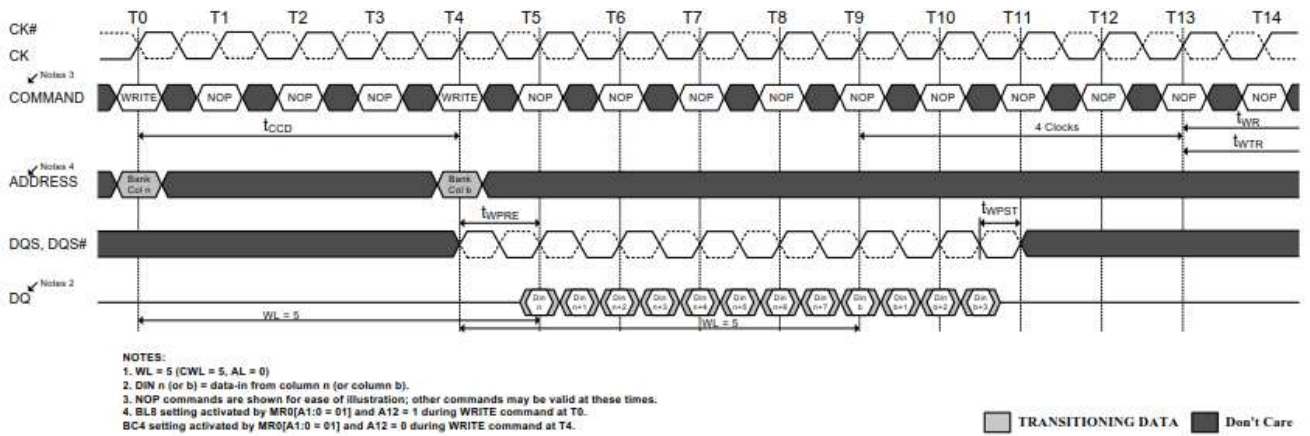 T0 T1 T2 T3 T4 T5 T6 T7 T8 T9 T10 T11 T12 T13 T14
CK#
CK
Notes 3
COMMAND WRITE NOP NOP NOP WRITE NOP NOP NOP NOP NOP NOP NOP NOP NOP NOP
tCCD 4 Clocks tWR
tWTR
Notes 4
ADDRESS Bank Col n Bank Col b
tWPRE tWPST
DQS, DQS#
Notes 2
DQ Din n Din n+1 Din n+2 Din n+3 Din n+4 Din n+5 Din n+6 Din n+7 Din b Din b+1 Din b+2 Din b+3
WL = 5 WL = 5
NOTES:
1. WL = 5 (CWL = 5, AL = 0)
2. DIN n (or b) = data-in from column n (or column b).
3. NOP commands are shown for ease of illustration; other commands may be valid at these times.
4. BL8 setting activated by MR0[A1:0 = 01] and A12 = 1 during WRITE command at T0.
BC4 setting activated by MR0[A1:0 = 01] and A12 = 0 during WRITE command at T4.
TRANSITIONING DATA Don't Care